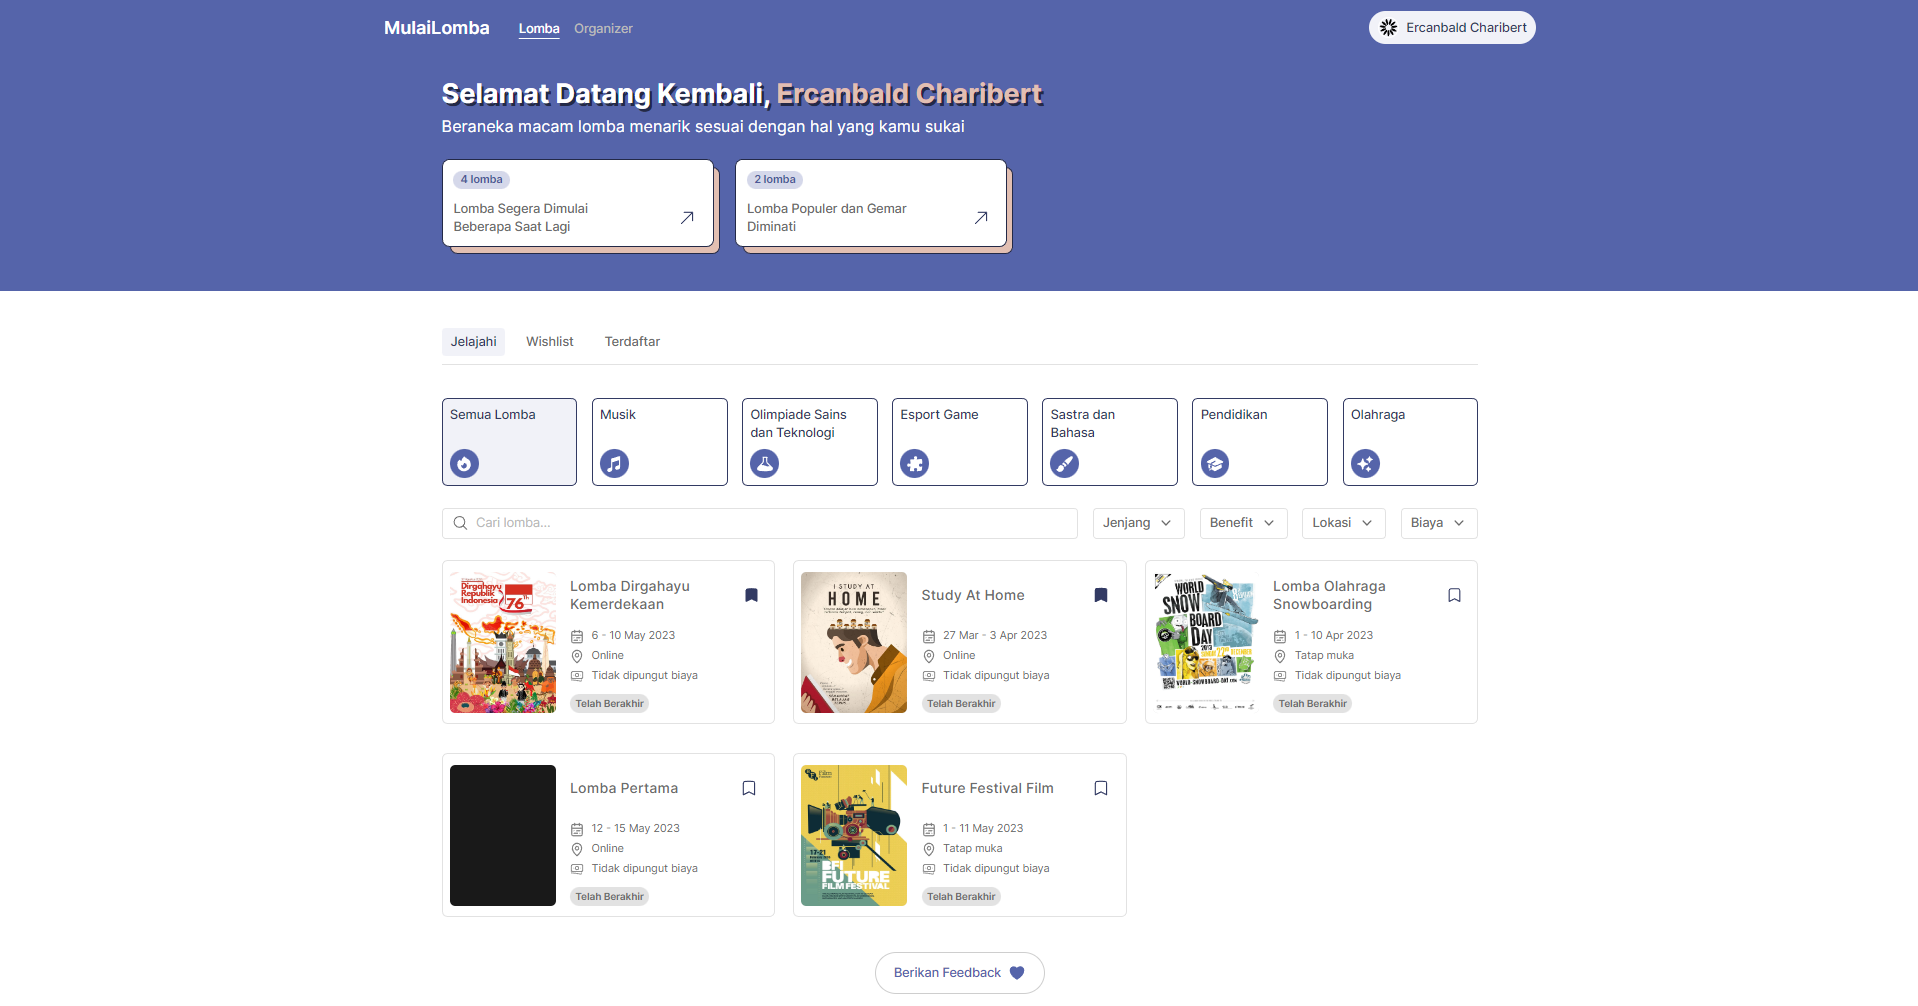 MulaiLomba
Lomba
Organizer
Ercanbald Charibert
Selamat Datang Kembali, Ercanbald Charibert
Beraneka macam lomba menarik sesuai dengan hal yang kamu sukai
4 lomba
Lomba Segera Dimulai
Beberapa Saat Lagi
2 lomba
Lomba Populer dan Gemar
Diminati
Jelajahi
Wishlist
Terdaftar
Semua Lomba
Musik
Olimpiade Sains
dan Teknologi
Esport Game
Sastra dan
Bahasa
Pendidikan
Olahraga
Cari lomba...
Jenjang
Benefit
Lokasi
Biaya
Dirgahayu
Republik
Indonesia
76th
Lomba Dirgahayu
Kemerdekaan
6 - 10 May 2023
Online
Tidak dipungut biaya
Telah Berakhir
I STUDY AT
HOME
Study At Home
27 Mar - 3 Apr 2023
Online
Tidak dipungut biaya
Telah Berakhir
WORLD
SNOW
BOARD
DAY
WORLD-SNOWBOARD-DAY.COM
Lomba Olahraga
Snowboarding
1 - 10 Apr 2023
Tatap muka
Tidak dipungut biaya
Telah Berakhir
Lomba Pertama
12 - 15 May 2023
Online
Tidak dipungut biaya
Telah Berakhir
17-21
BFI
FUTURE
FILM FESTIVAL
Future Festival Film
1 - 11 May 2023
Tatap muka
Tidak dipungut biaya
Telah Berakhir
Berikan Feedback